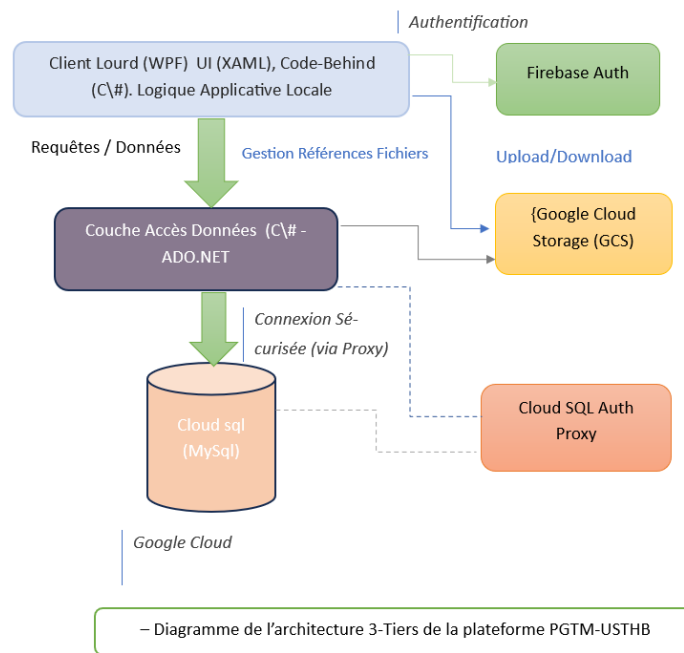 Authentification
Client Lourd (WPF) UI (XAML), Code-Behind
(C\#). Logique Applicative Locale
Firebase Auth
Requêtes / Données
Gestion Références Fichiers
Upload/Download
Couche Accès Données (C\# -
ADO.NET
{Google Cloud
Storage (GCS)
Connexion Sé-
curisée (via Proxy)
Cloud sql
(MySql)
Cloud SQL Auth
Proxy
Google Cloud
– Diagramme de l’architecture 3-Tiers de la plateforme PGTM-USTHB